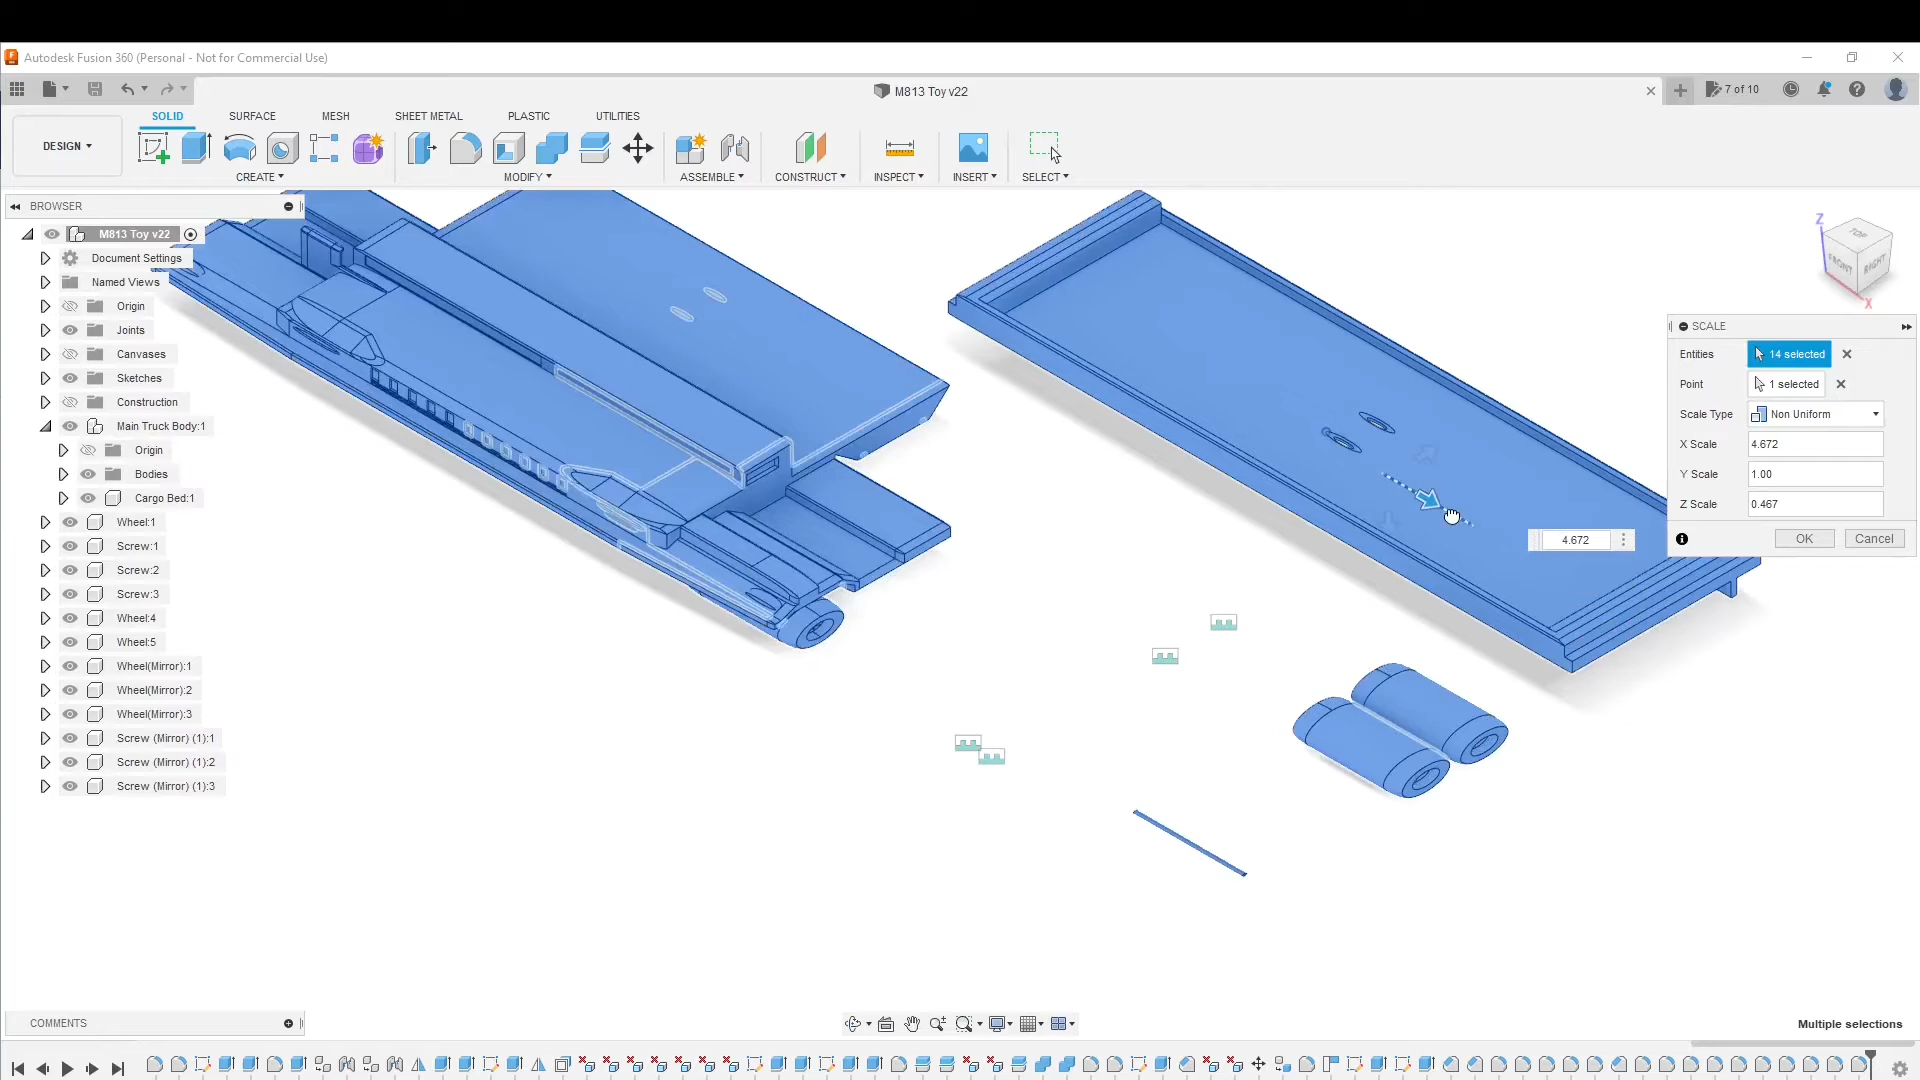 Autodesk Fusion 360 (Personal - Not for Commercial Use)
M813 Toy v22
7 of 10
DESIGN
SOLID
SURFACE
MESH
SHEET METAL
PLASTIC
UTILITIES
CREATE
MODIFY
ASSEMBLE
CONSTRUCT
INSPECT
INSERT
SELECT
BROWSER
M813 Toy v22
Document Settings
Named Views
Origin
Joints
Canvases
Sketches
Construction
Main Truck Body:1
Origin
Bodies
Cargo Bed:1
Wheel:1
Screw:1
Screw:2
Screw:3
Wheel:4
Wheel:5
Wheel(Mirror):1
Wheel(Mirror):2
Wheel(Mirror):3
Screw (Mirror) (1):1
Screw (Mirror) (1):2
Screw (Mirror) (1):3
Z
TOP
FRONT
RIGHT
X
SCALE
Entities
14 selected
Point
1 selected
Scale Type
Non Uniform
X Scale
4.672
Y Scale
1.00
Z Scale
0.467
OK
Cancel
4.672
COMMENTS
Multiple selections